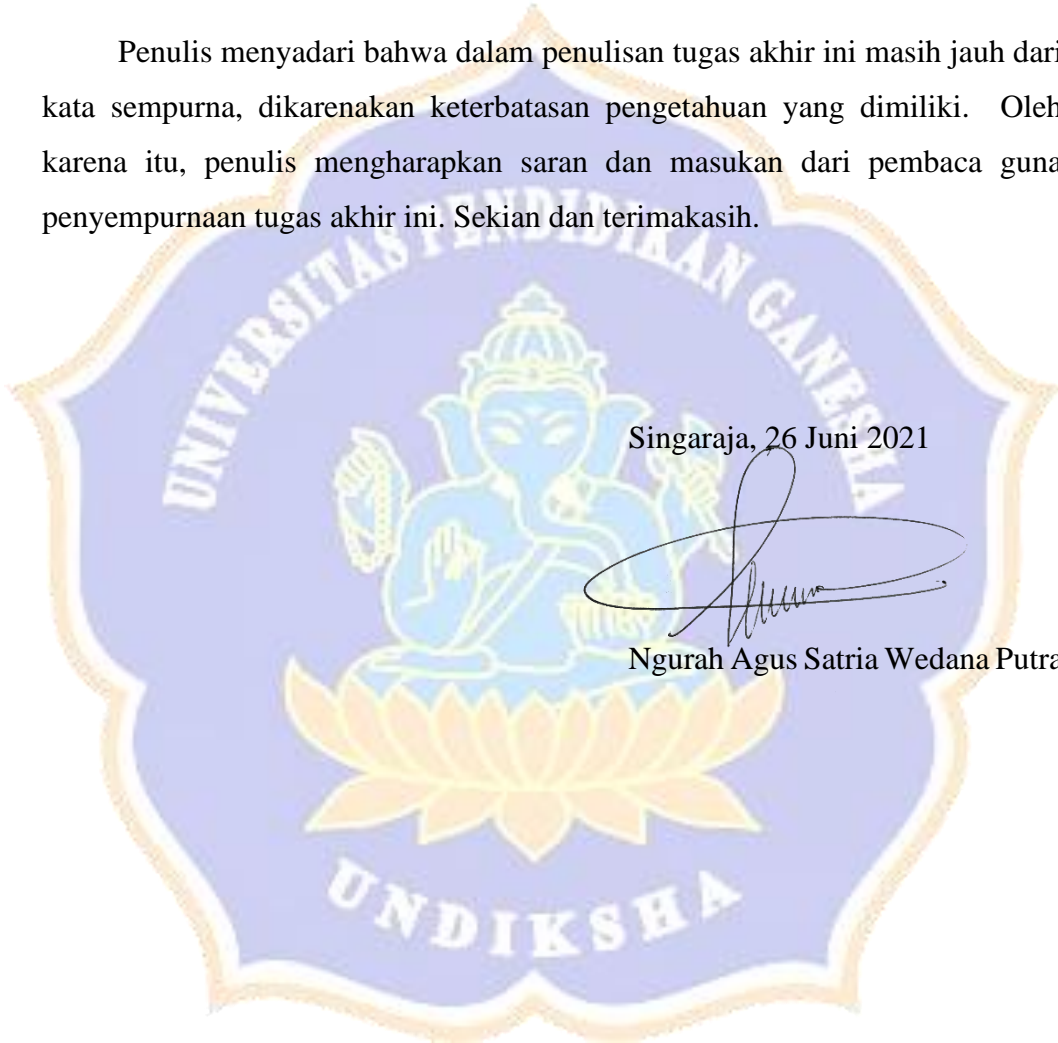 Penulis menyadari bahwa dalam penulisan tugas akhir ini masih jauh dari
kata sempurna, dikarenakan keterbatasan pengetahuan yang dimiliki. Oleh
karena itu, penulis mengharapkan saran dan masukan dari pembaca guna
penyempurnaan tugas akhir ini. Sekian dan terimakasih.
UNIVERSITAS PENDIDIKAN GANESHA
Singaraja, 26 Juni 2021
Ngurah Agus Satria Wedana Putra
UNDIKSHA